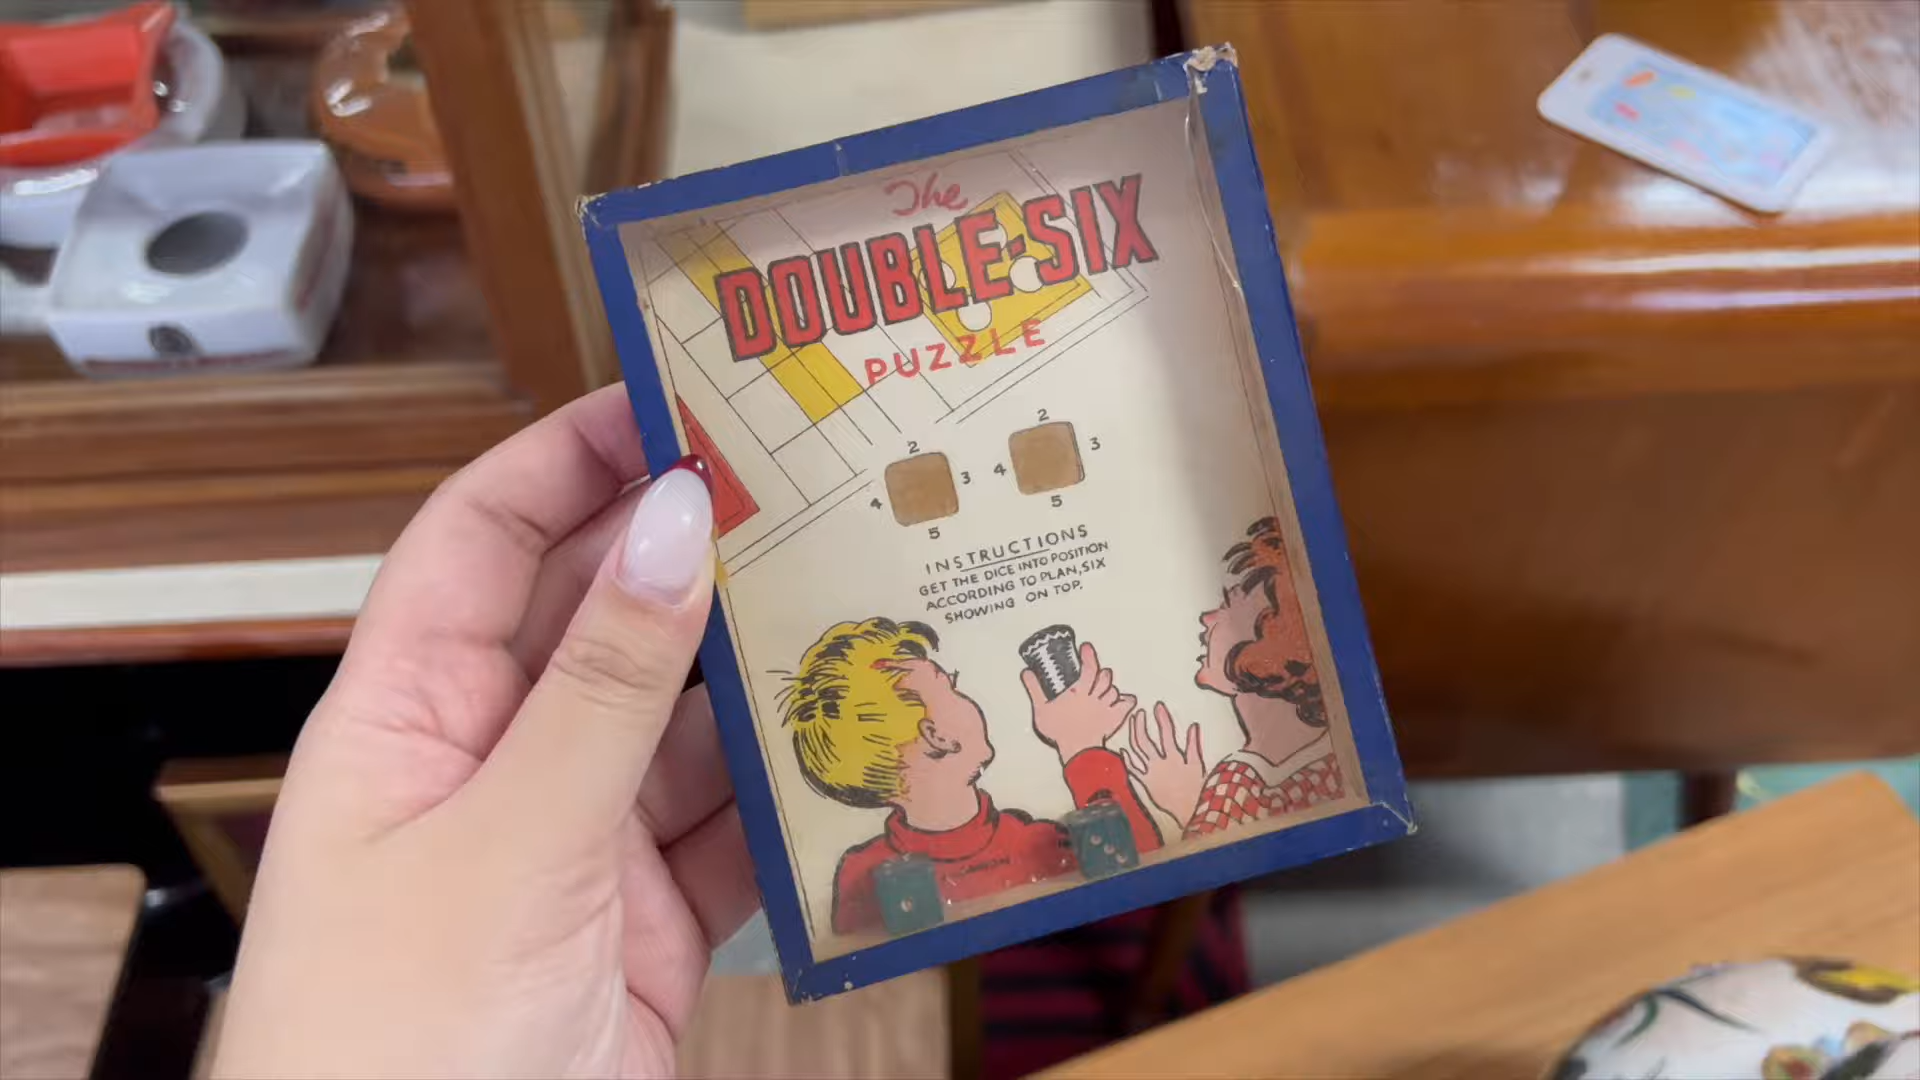 The
DOUBLE-SIX
PUZZLE
2
4 3
5
2
4 3
5
INSTRUCTIONS
GET THE DICE INTO POSITION
ACCORDING TO PLAN, SIX
SHOWING ON TOP.